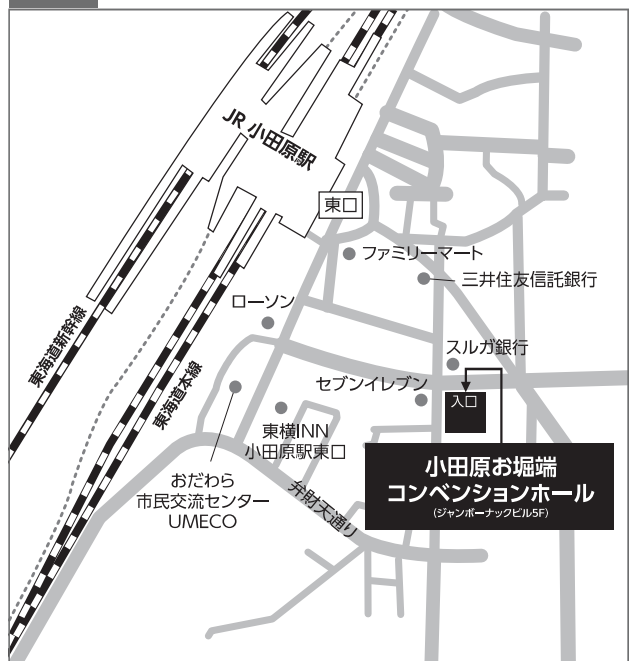 JR 小田原駅
東口
ファミリーマート
三井住友信託銀行
ローソン
東海道新幹線
東海道本線
スルガ銀行
セブンイレブン
入口
東横INN
小田原駅東口
小田原お堀端
コンベンションホール
(ジャンボーナックビル5F)
おだわら
市民交流センター
UMECO
弁財天通り